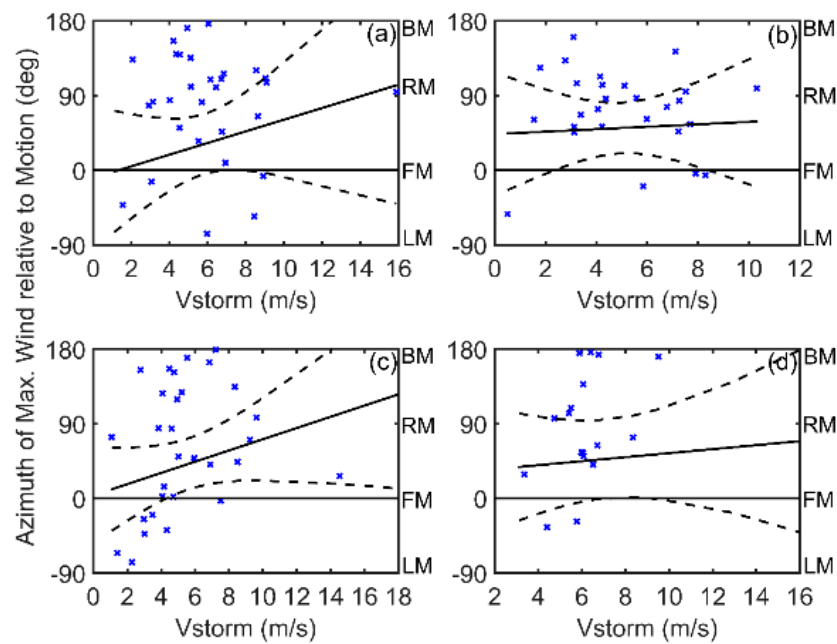 Azimuth of Max. Wind relative to Motion (deg)
180
90
0
-90
(a)
BM
RM
FM
LM
0 2 4 6 8 10 12 14 16
Vstorm (m/s)
180
90
0
-90
(b)
BM
RM
FM
LM
0 2 4 6 8 10 12
Vstorm (m/s)
180
90
0
-90
(c)
BM
RM
FM
LM
0 2 4 6 8 10 12 14 16 18
Vstorm (m/s)
180
90
0
-90
(d)
BM
RM
FM
LM
2 4 6 8 10 12 14 16
Vstorm (m/s)